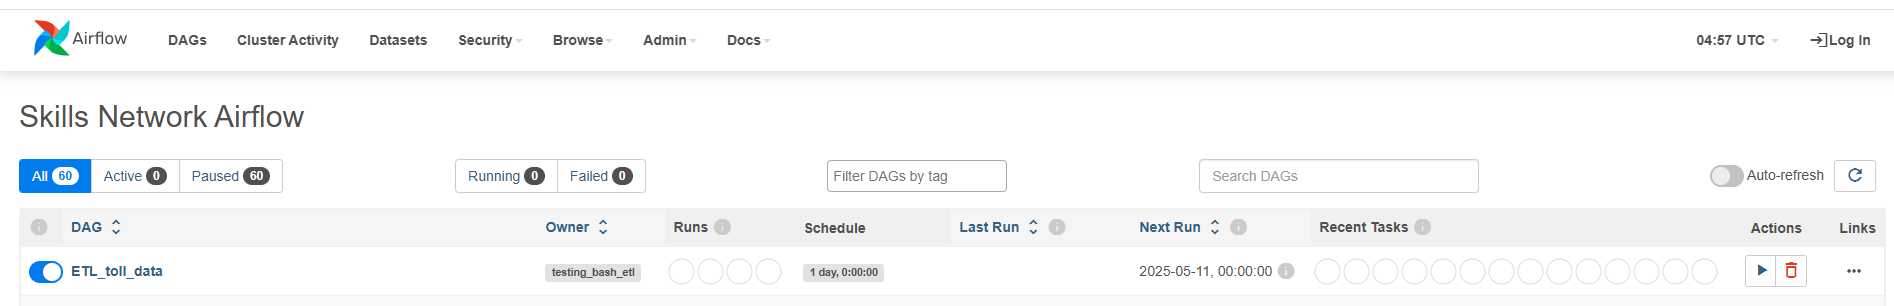 Airflow DAGs Cluster Activity Datasets Security Browse Admin Docs 04:57 UTC Log In
Skills Network Airflow
All 60 Active 0 Paused 60 Running 0 Failed 0 Filter DAGs by tag Search DAGs Auto-refresh
i DAG Owner Runs i Schedule Last Run i Next Run i Recent Tasks i Actions Links
ETL_toll_data testing_bash_etl 1 day, 0:00:00 2025-05-11, 00:00:00 i